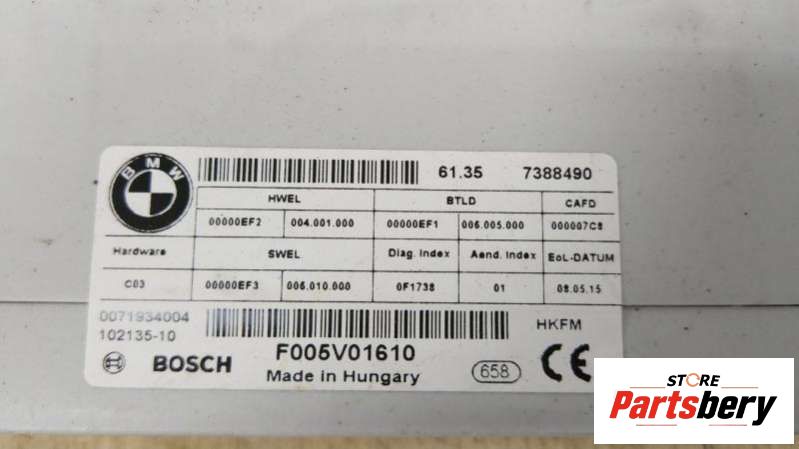 BMW
61.35 7388490
HWEL BTLD CAFD
00000EF2 004.001.000 00000EF1 006.005.000 000007C8
Hardware SWEL Diag. Index Aend. Index EoL-DATUM
C03 00000EF3 006.010.000 0F1738 01 08.05.15
0071934004
102135-10
HKFM
BOSCH F005V01610
Made in Hungary 658 CE
STORE
Partsbery